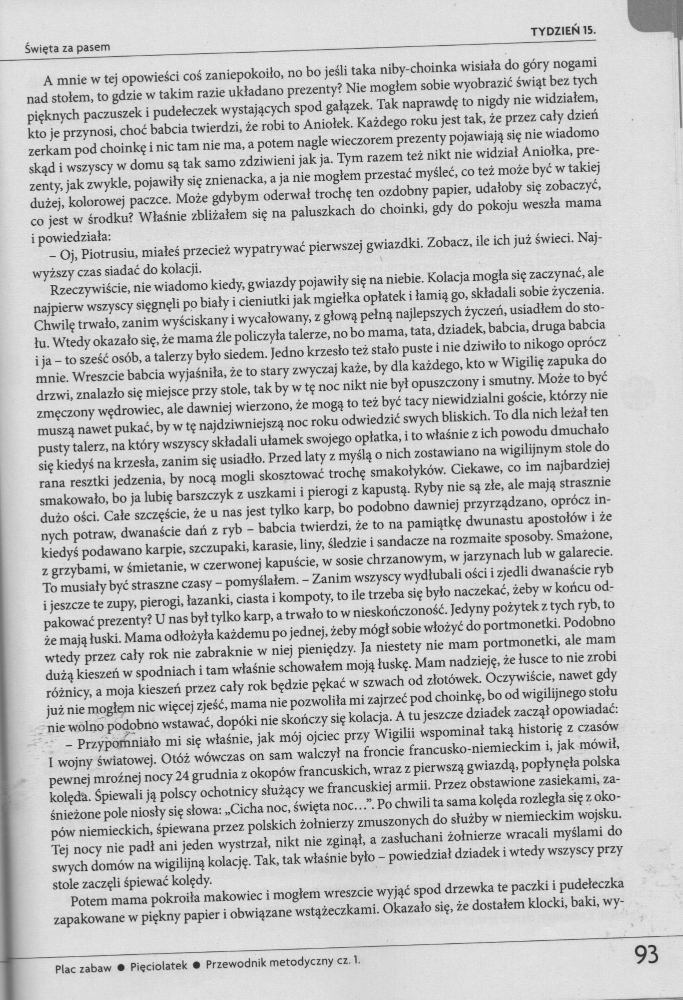 Święta za pasem
TYDZIEŃ 15.
A mnie w tej opowieści coś zaniepokoiło, no bo jeśli taka niby-choinka wisiała do góry nogami
nad stołem, to gdzie w takim razie układano prezenty? Nie mogłem sobie wyobrazić świąt bez tych
pięknych paczuszek i pudełeczek wystających spod gałązek. Tak naprawdę to nigdy nie widziałem,
kto je przynosi, choć babcia twierdzi, że robi to Aniołek. Każdego roku jest tak, że przez cały dzień
zerkam pod choinkę i nic tam nie ma, a potem nagle wieczorem prezenty pojawiają się nie wiadomo
skąd i wszyscy w domu są tak samo zdziwieni jak ja. Tym razem też nikt nie widział Aniołka, pre-
zenty, jak zwykle, pojawiły się znienacka, a ja nie mogłem przestać myśleć, co też może być w takiej
dużej, kolorowej paczce. Może gdybym oderwał trochę ten ozdobny papier, udałoby się zobaczyć,
co jest w środku? Właśnie zbliżałem się na paluszkach do choinki, gdy do pokoju weszła mama
i powiedziała:
– Oj, Piotrusiu, miałeś przecież wypatrywać pierwszej gwiazdki. Zobacz, ile ich już świeci. Naj-
wyższy czas siadać do kolacji.
Rzeczywiście, nie wiadomo kiedy, gwiazdy pojawiły się na niebie. Kolacja mogła się zaczynać, ale
najpierw wszyscy sięgnęli po biały i cieniutki jak mgiełka opłatek i łamią go, składali sobie życzenia.
Chwilę trwało, zanim wyściskany i wycałowany, z głową pełną najlepszych życzeń, usiadłem do sto-
łu. Wtedy okazało się, że mama źle policzyła talerze, no bo mama, tata, dziadek, babcia, druga babcia
i ja – to sześć osób, a talerzy było siedem. Jedno krzesło też stało puste i nie dziwiło to nikogo oprócz
mnie. Wreszcie babcia wyjaśniła, że to stary zwyczaj każe, by dla każdego, kto w Wigilię zapuka do
drzwi, znalazło się miejsce przy stole, tak by w tę noc nikt nie był opuszczony i smutny. Może to być
zmęczony wędrowiec, ale dawniej wierzono, że mogą to też być tacy niewidzialni goście, którzy nie
muszą nawet pukać, by w tę najdziwniejszą noc roku odwiedzić swych bliskich. To dla nich leżał ten
pusty talerz, na który wszyscy składali ułamek swojego opłatka, i to właśnie z ich powodu dmuchało
się kiedyś na krzesła, zanim się usiadło. Przed laty z myślą o nich zostawiano na wigilijnym stole do
rana resztki jedzenia, by nocą mogli skosztować trochę smakołyków. Ciekawe, co im najbardziej
smakowało, bo ja lubię barszczyk z uszkami i pierogi z kapustą. Ryby nie są złe, ale mają strasznie
dużo ości. Całe szczęście, że u nas jest tylko karp, bo podobno dawniej przyrządzano, oprócz in-
nych potraw, dwanaście dań z ryb – babcia twierdzi, że to na pamiątkę dwunastu apostołów i że
kiedyś podawano karpie, szczupaki, karasie, liny, śledzie i sandacze na rozmaite sposoby. Smażone,
z grzybami, w śmietanie, w czerwonej kapuście, w sosie chrzanowym, w jarzynach lub w galarecie.
To musiały być straszne czasy – pomyślałem. – Zanim wszyscy wydłubali ości i zjedli dwanaście ryb
i jeszcze te zupy, pierogi, łazanki, ciasta i kompoty, to ile trzeba się było naczekać, żeby w końcu od-
pakować prezenty? U nas był tylko karp, a trwało to w nieskończoność. Jedyny pożytek z tych ryb, to
że mają łuski. Mama odłożyła każdemu po jednej, żeby mógł sobie włożyć do portmonetki. Podobno
wtedy przez cały rok nie zabraknie w niej pieniędzy. Ja niestety nie mam portmonetki, ale mam
dużą kieszeń w spodniach i tam właśnie schowałem moją łuskę. Mam nadzieję, że łusce to nie zrobi
różnicy, a moja kieszeń przez cały rok będzie pękać w szwach od złotówek. Oczywiście, nawet gdy
już nie mogłem nic więcej zjeść, mama nie pozwoliła mi zajrzeć pod choinkę, bo od wigilijnego stołu
nie wolno podobno wstawać, dopóki nie skończy się kolacja. A tu jeszcze dziadek zaczął opowiadać:
– Przypomniało mi się właśnie, jak mój ojciec przy Wigilii wspominał taką historię z czasów
I wojny światowej. Otóż wówczas on sam walczył na froncie francusko-niemieckim i, jak mówił,
pewnej mroźnej nocy 24 grudnia z okopów francuskich, wraz z pierwszą gwiazdą, popłynęła polska
kolęda. Śpiewali ją polscy ochotnicy służący we francuskiej armii. Przez obstawione zasiekami, za-
śnieżone pole niosły się słowa: „Cicha noc, święta noc…”. Po chwili ta sama kolęda rozległa się z oko-
pów niemieckich, śpiewana przez polskich żołnierzy zmuszonych do służby w niemieckim wojsku.
Tej nocy nie padł ani jeden wystrzał, nikt nie zginął, a zasłuchani żołnierze wracali myślami do
swych domów na wigilijną kolację. Tak, tak właśnie było – powiedział dziadek i wtedy wszyscy przy
stole zaczęli śpiewać kolędy.
Potem mama pokroiła makowiec i mogłem wreszcie wyjąć spod drzewka te paczki i pudełeczka
zapakowane w piękny papier i obwiązane wstążeczkami. Okazało się, że dostałem klocki, baki, wy-
Plac zabaw ● Pięciolatek ● Przewodnik metodyczny cz. 1.
93